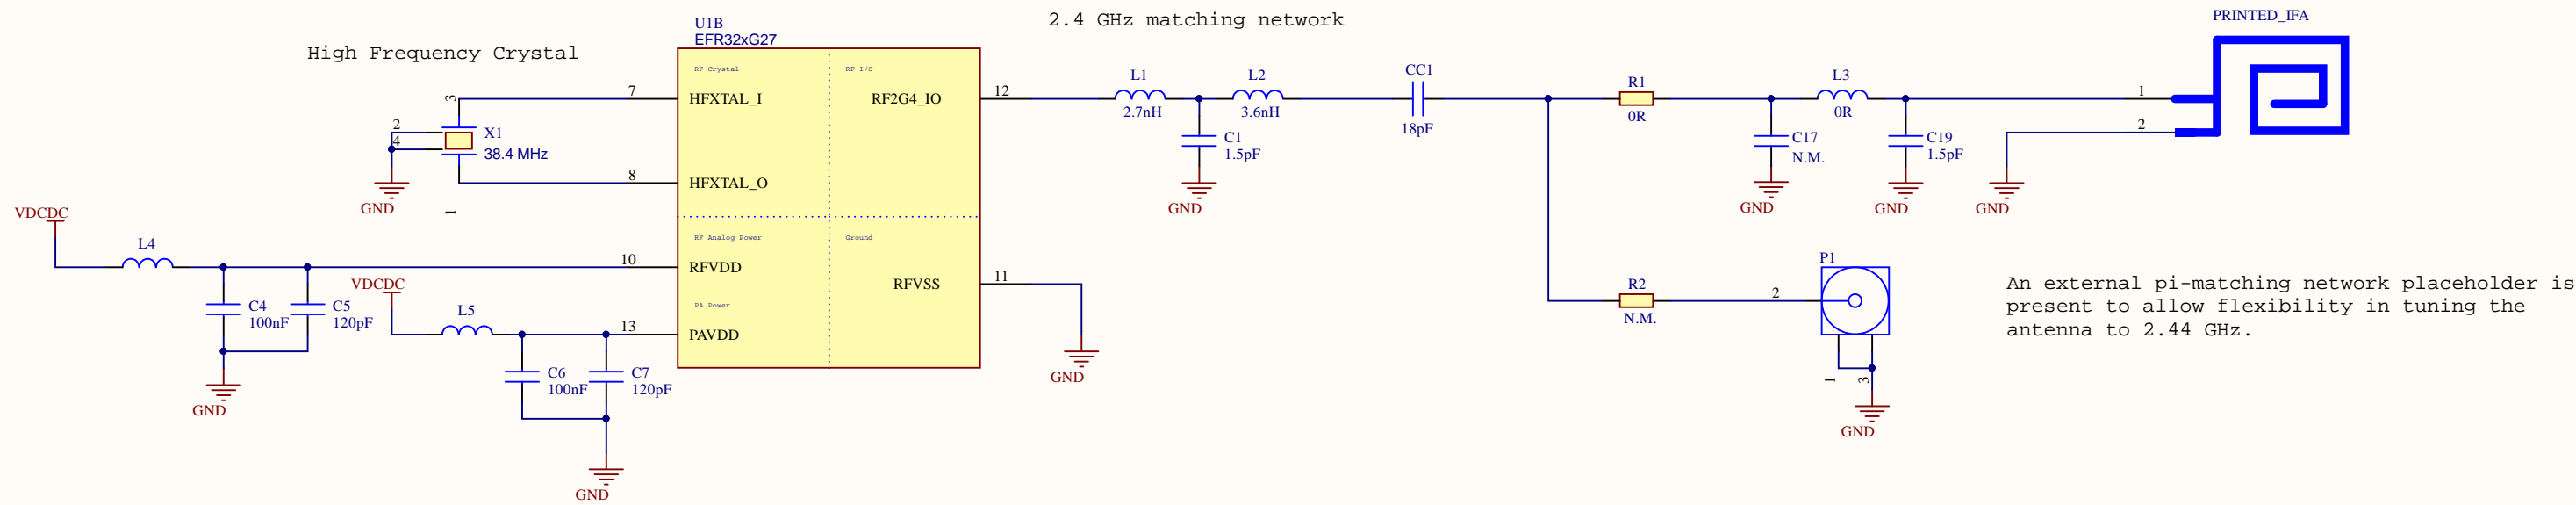 2.4 GHz matching network
PRINTED_IFA
U1B
EFR32xG27
High Frequency Crystal
RF Crystal
RF I/O
7
HFXTAL_I
RF2G4_IO
12
L1
2.7nH
L2
3.6nH
CC1
18pF
R1
0R
L3
0R
1
2
3
2
4
X1
38.4 MHz
1
8
HFXTAL_O
GND
C1
1.5pF
GND
C17
N.M.
GND
C19
1.5pF
GND
GND
VDCDC
L4
RF Analog Power
Ground
10
RFVDD
RFVSS
11
GND
C4
100nF
C5
120pF
GND
VDCDC
L5
PA Power
13
PAVDD
C6
100nF
C7
120pF
GND
R2
N.M.
2
P1
1
3
GND
An external pi-matching network placeholder is
present to allow flexibility in tuning the
antenna to 2.44 GHz.